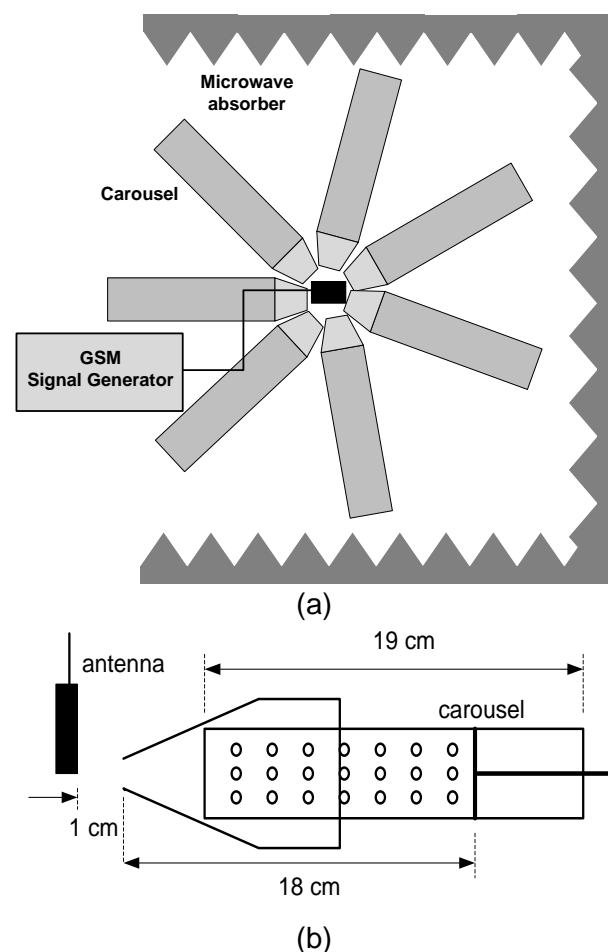 Microwave
absorber
Carousel
GSM
Signal Generator
(a)
19 cm
antenna
carousel
1 cm
18 cm
(b)